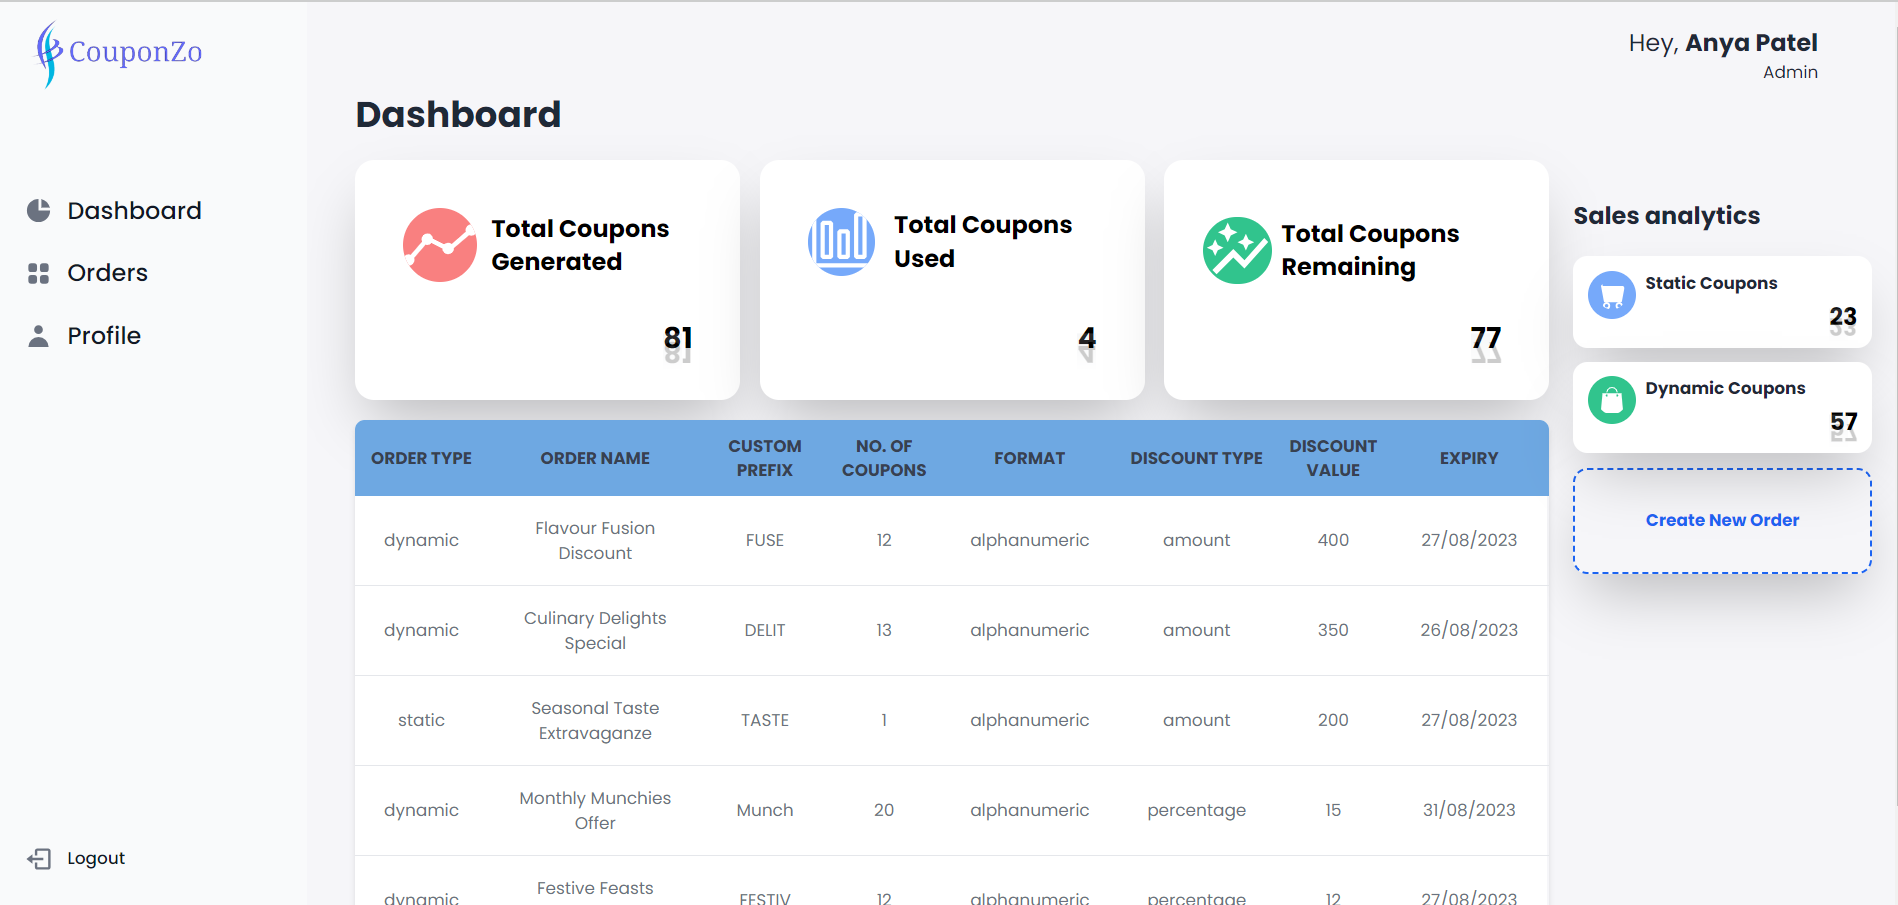 CouponZo
Hey, Anya Patel
Admin
Dashboard
Orders
Profile
Logout
Dashboard
Total Coupons
Generated
81
Total Coupons
Used
4
Total Coupons
Remaining
77
Sales analytics
Static Coupons
23
Dynamic Coupons
57
Create New Order
ORDER TYPE ORDER NAME CUSTOM PREFIX NO. OF COUPONS FORMAT DISCOUNT TYPE DISCOUNT VALUE EXPIRY
dynamic Flavour Fusion Discount FUSE 12 alphanumeric amount 400 27/08/2023
dynamic Culinary Delights Special DELIT 13 alphanumeric amount 350 26/08/2023
static Seasonal Taste Extravaganze TASTE 1 alphanumeric amount 200 27/08/2023
dynamic Monthly Munchies Offer Munch 20 alphanumeric percentage 15 31/08/2023
dynamic Festive Feasts FESTIV 12 alphanumeric percentage 12 27/08/2023